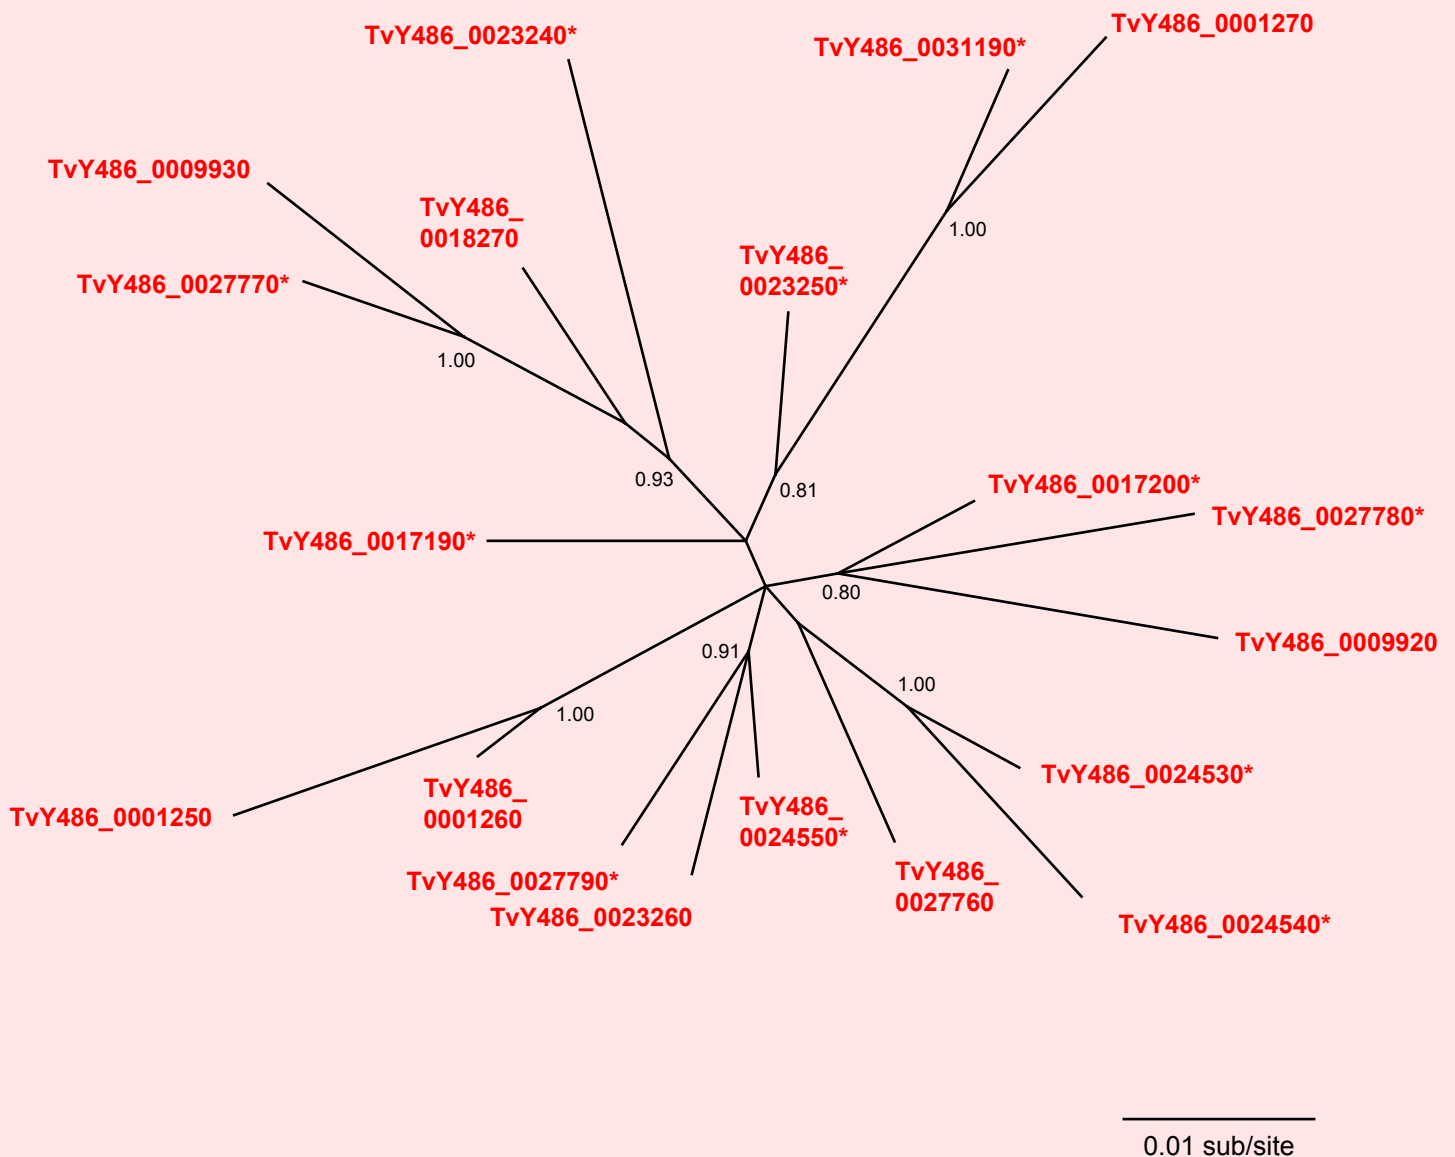 TvY486_0001270
TvY486_0023240*
TvY486_0031190*
TvY486_0009930
TvY486_
0018270
1.00
TvY486_
0023250*
TvY486_0027770*
1.00
0.93
0.81
TvY486_0017200*
TvY486_0027780*
TvY486_0017190*
0.80
TvY486_0009920
0.91
1.00
1.00
TvY486_0024530*
TvY486_
0001260
TvY486_0001250
TvY486_
0024550*
TvY486_0027790*
TvY486_
0027760
TvY486_0023260
TvY486_0024540*
0.01 sub/site